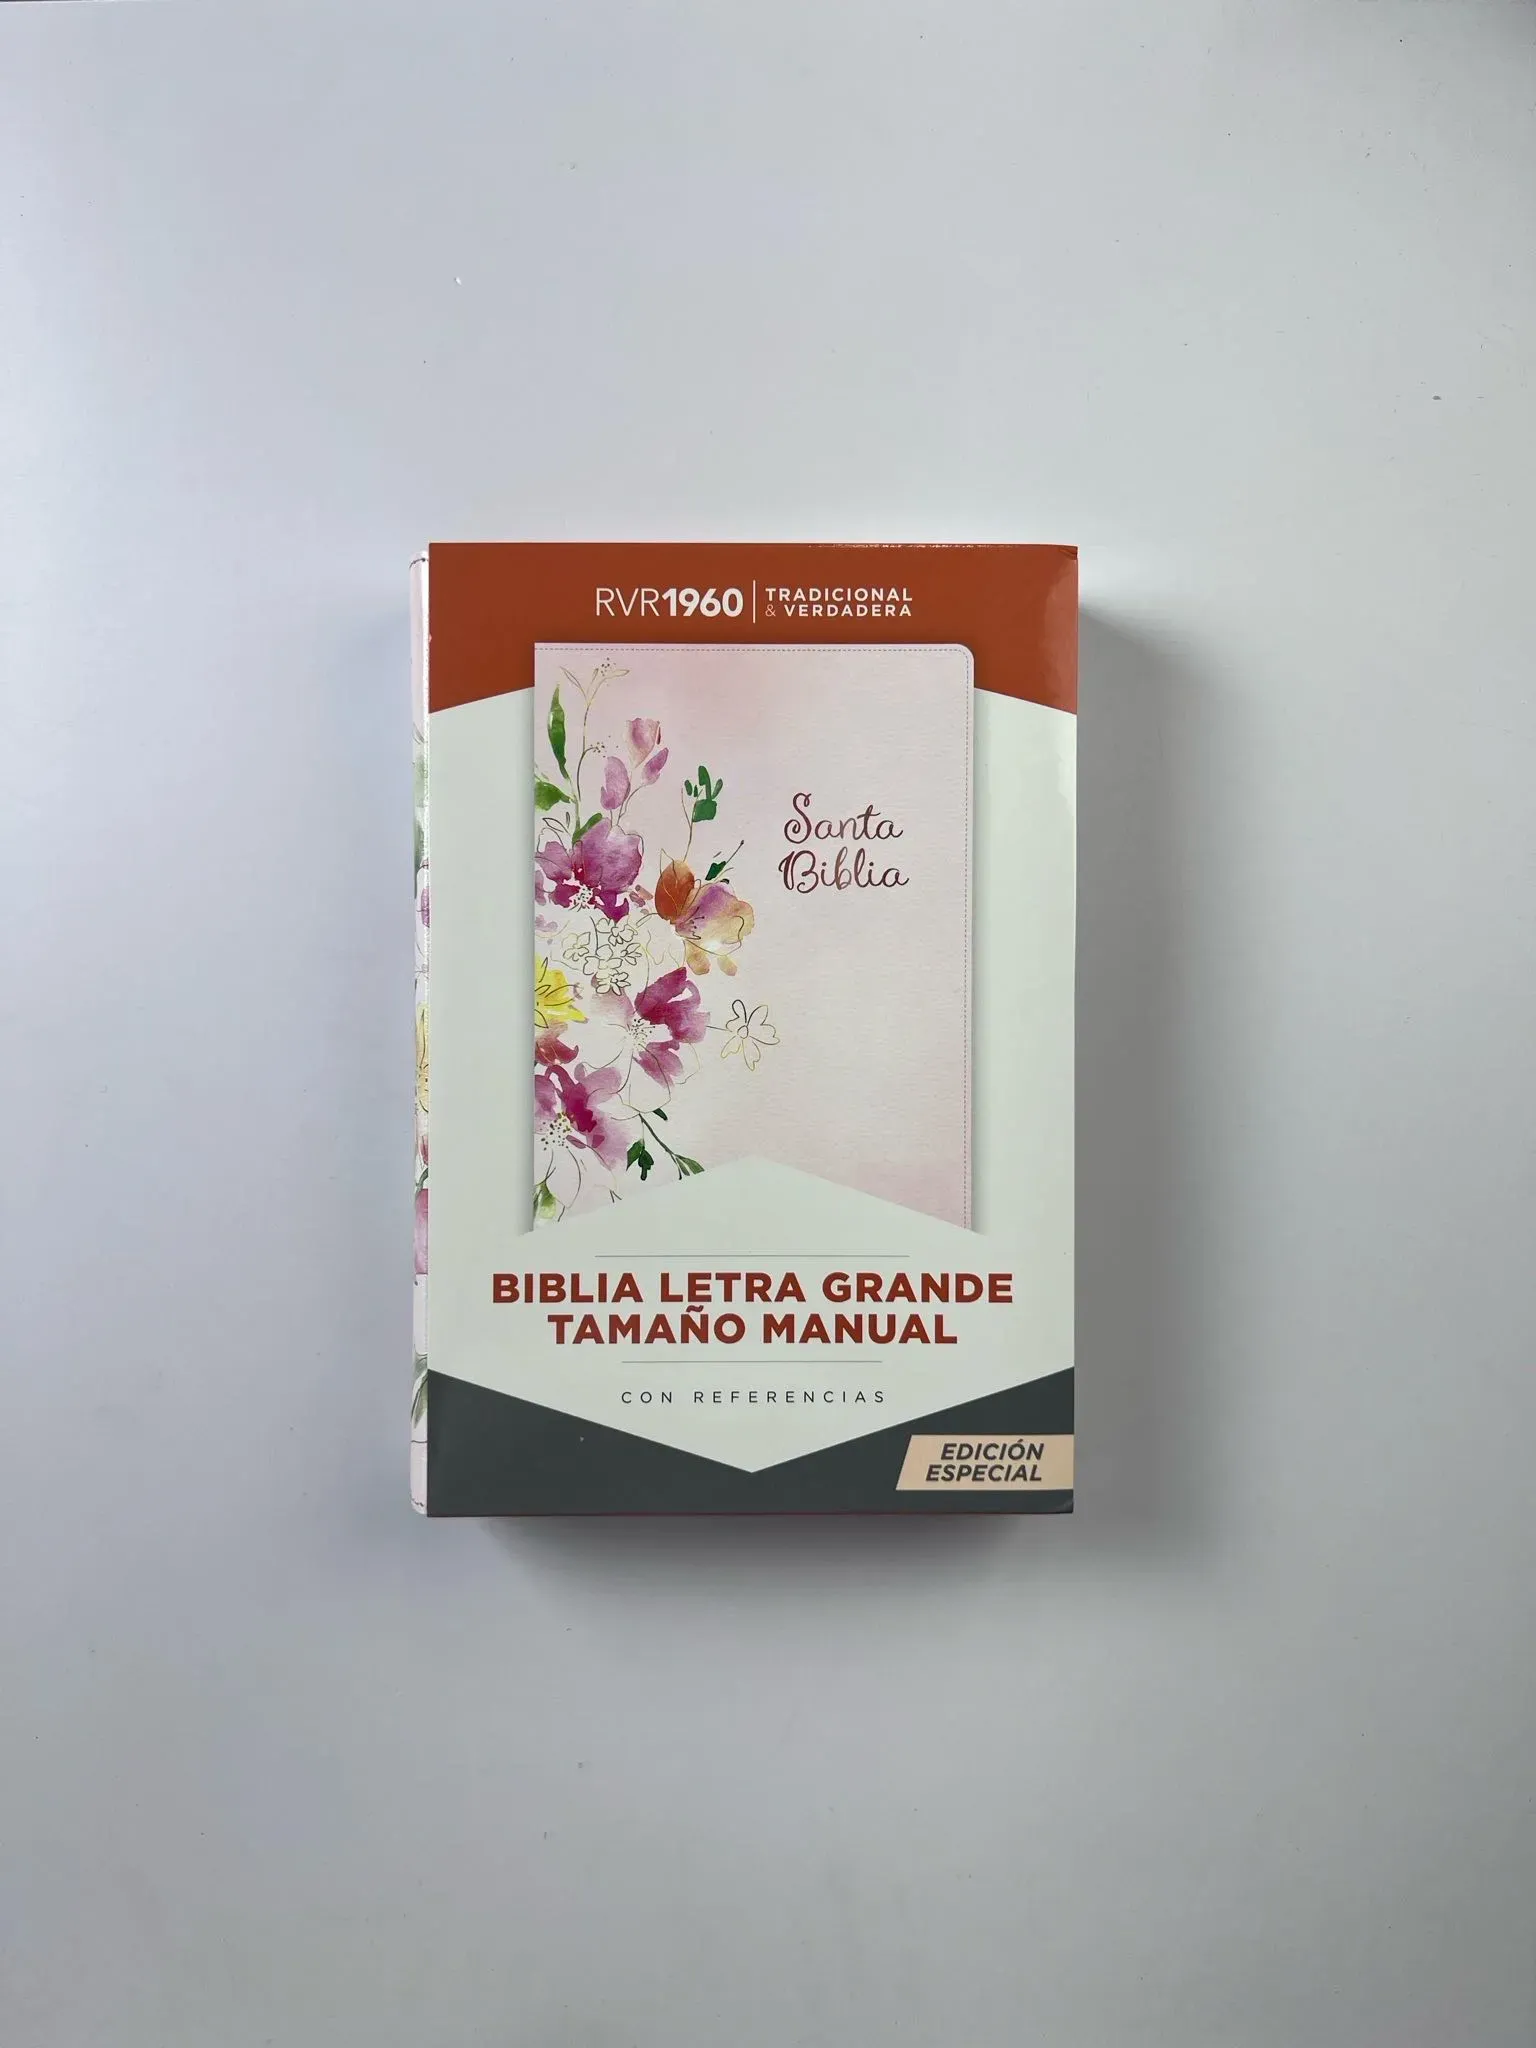 RVR1960 | TRADICIONAL
& VERDADERA
Santa
Biblia
BIBLIA LETRA GRANDE
TAMAÑO MANUAL
CON REFERENCIAS
EDICIÓN
ESPECIAL